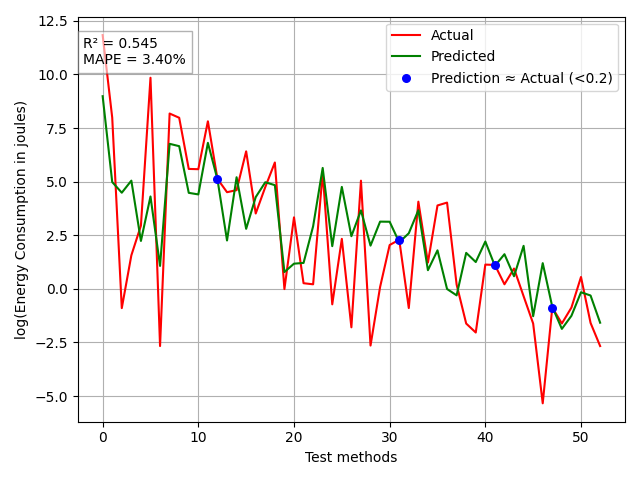 R² = 0.545
MAPE = 3.40%
Actual
Predicted
Prediction ≈ Actual (<0.2)
log(Energy Consumption in joules)
12.5
10.0
7.5
5.0
2.5
0.0
−2.5
−5.0
0 10 20 30 40 50
Test methods